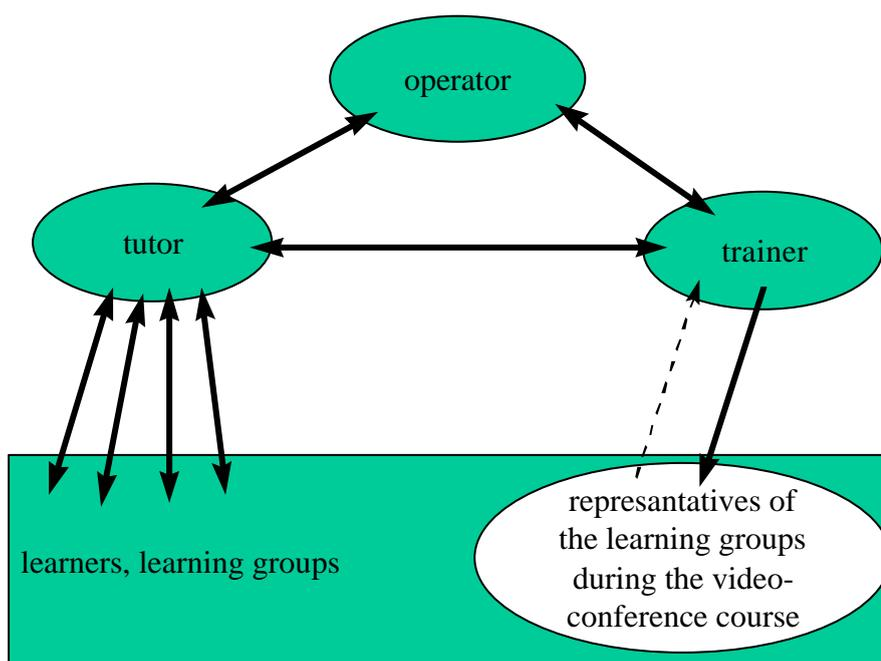 operator
tutor
trainer
learners, learning groups
represantatives of
the learning groups
during the video-
conference course